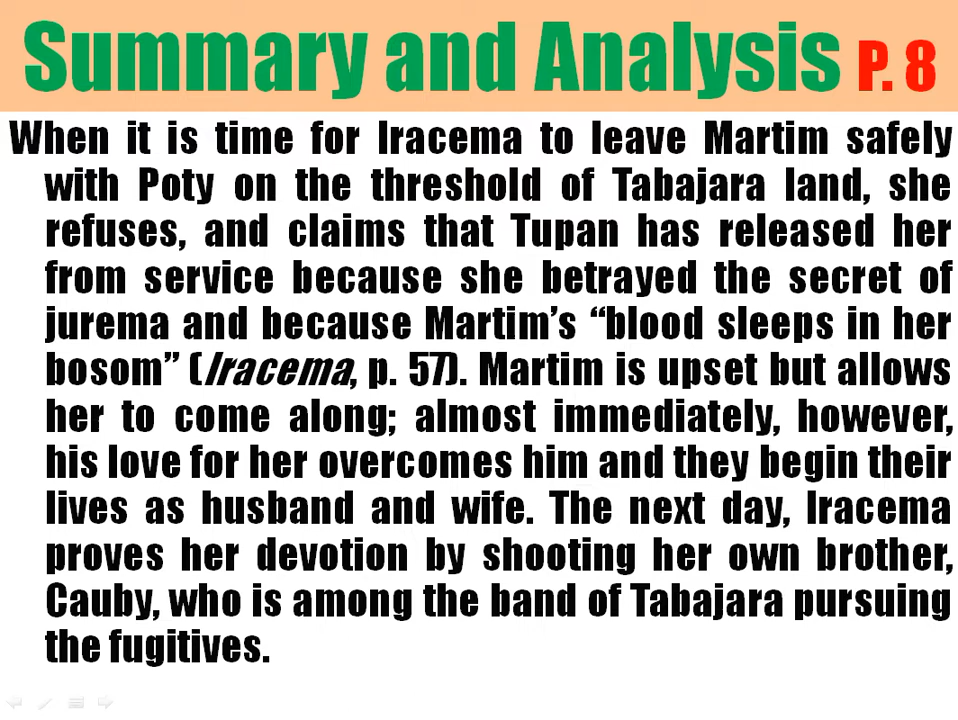 Summary and Analysis P. 8
When it is time for Iracema to leave Martim safely
with Poty on the threshold of Tabajara land, she
refuses, and claims that Tupan has released her
from service because she betrayed the secret of
jurema and because Martim’s “blood sleeps in her
bosom” (Iracema, p. 57). Martim is upset but allows
her to come along; almost immediately, however,
his love for her overcomes him and they begin their
lives as husband and wife. The next day, Iracema
proves her devotion by shooting her own brother,
Cauby, who is among the band of Tabajara pursuing
the fugitives.